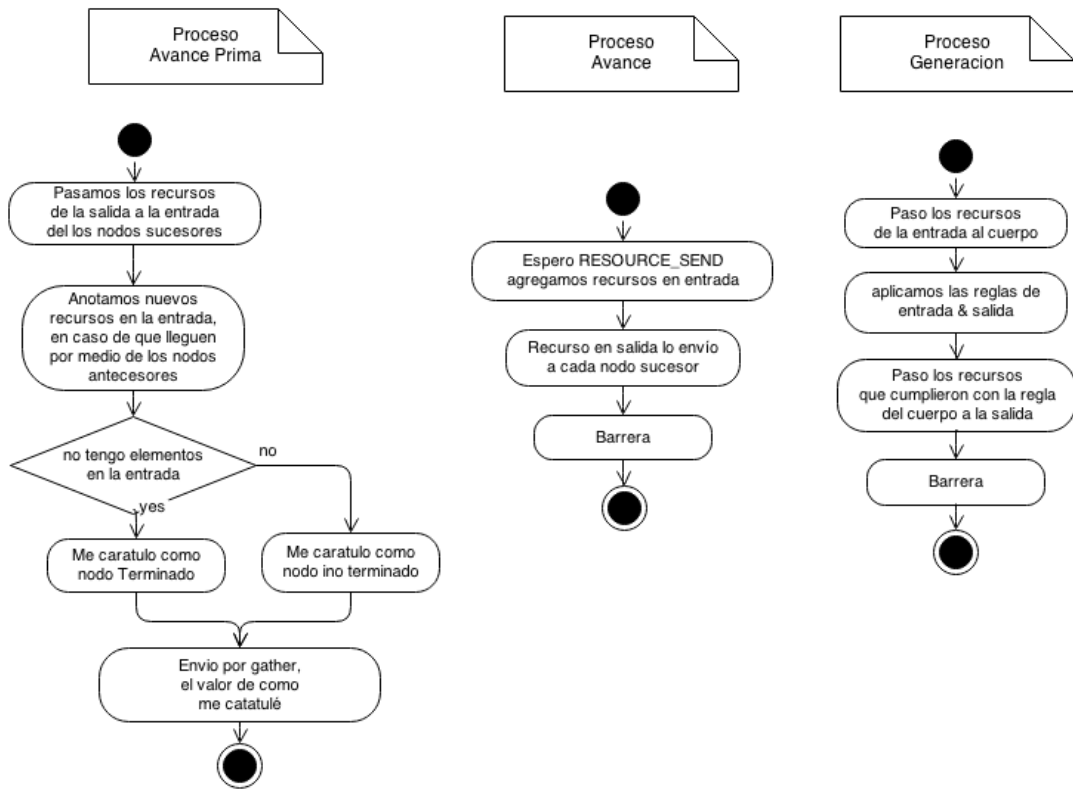 Proceso
Avance Prima
Pasamos los recursos
de la salida a la entrada
del los nodos sucesores
Anotamos nuevos
recursos en la entrada,
en caso de que lleguen
por medio de los nodos
antecesores
no tengo elementos
en la entrada
no
yes
Me caratulo como
nodo Terminado
Me caratulo como
nodo ino terminado
Envio por gather,
el valor de como
me catatulé
Proceso
Avance
Espero RESOURCE_SEND
agregamos recursos en entrada
Recurso en salida lo envío
a cada nodo sucesor
Barrera
Proceso
Generacion
Paso los recursos
de la entrada al cuerpo
aplicamos las reglas de
entrada & salida
Paso los recursos
que cumplieron con la regla
del cuerpo a la salida
Barrera